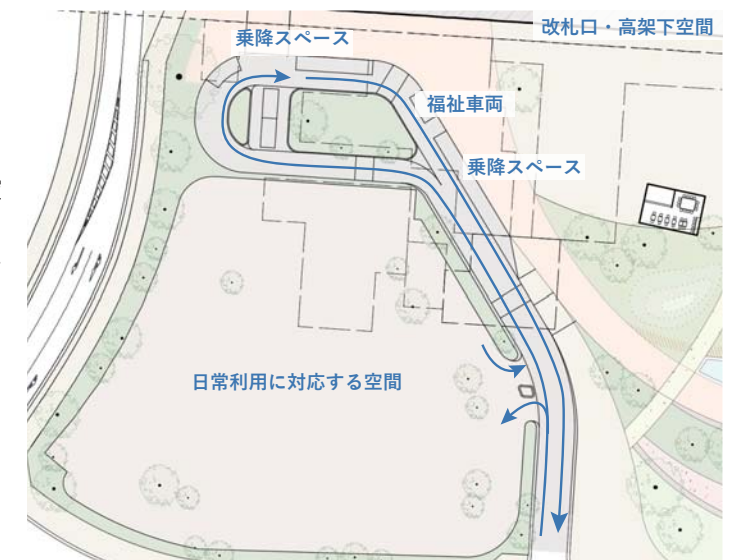 改札口・高架下空間
乗降スペース
福祉車両
乗降スペース
日常利用に対応する空間